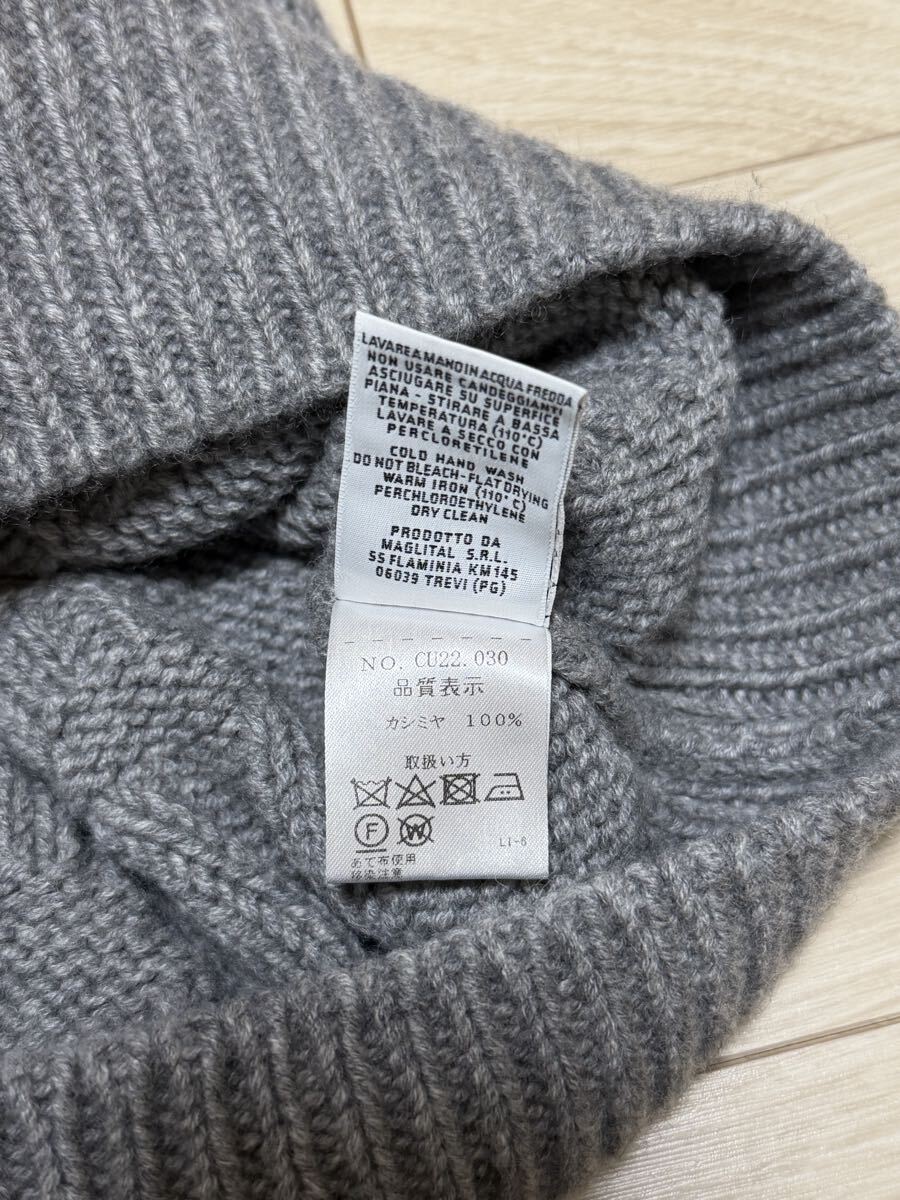 LAVARE A MANO IN ACQUA FREDDA
NON USARE CANDEGGIANTI
ASCIUGARE SU SUPERFICE
PIANA - STIRARE A BASSA
TEMPERATURA (110°C)
LAVARE A SECCO CON
PERCLORETILENE
COLD HAND WASH
DO NOT BLEACH-FLAT DRYING
WARM IRON (110°C)
PERCHLOROETHYLENE
DRY CLEAN
PRODOTTO DA
MAGLITAL S.R.L.
SS FLAMINIA KM 145
06039 TREVI (PG)
NO. CU22.030
品質表示
カシミヤ 100%
取扱い方
F W
L1-6
あて布使用
移染注意